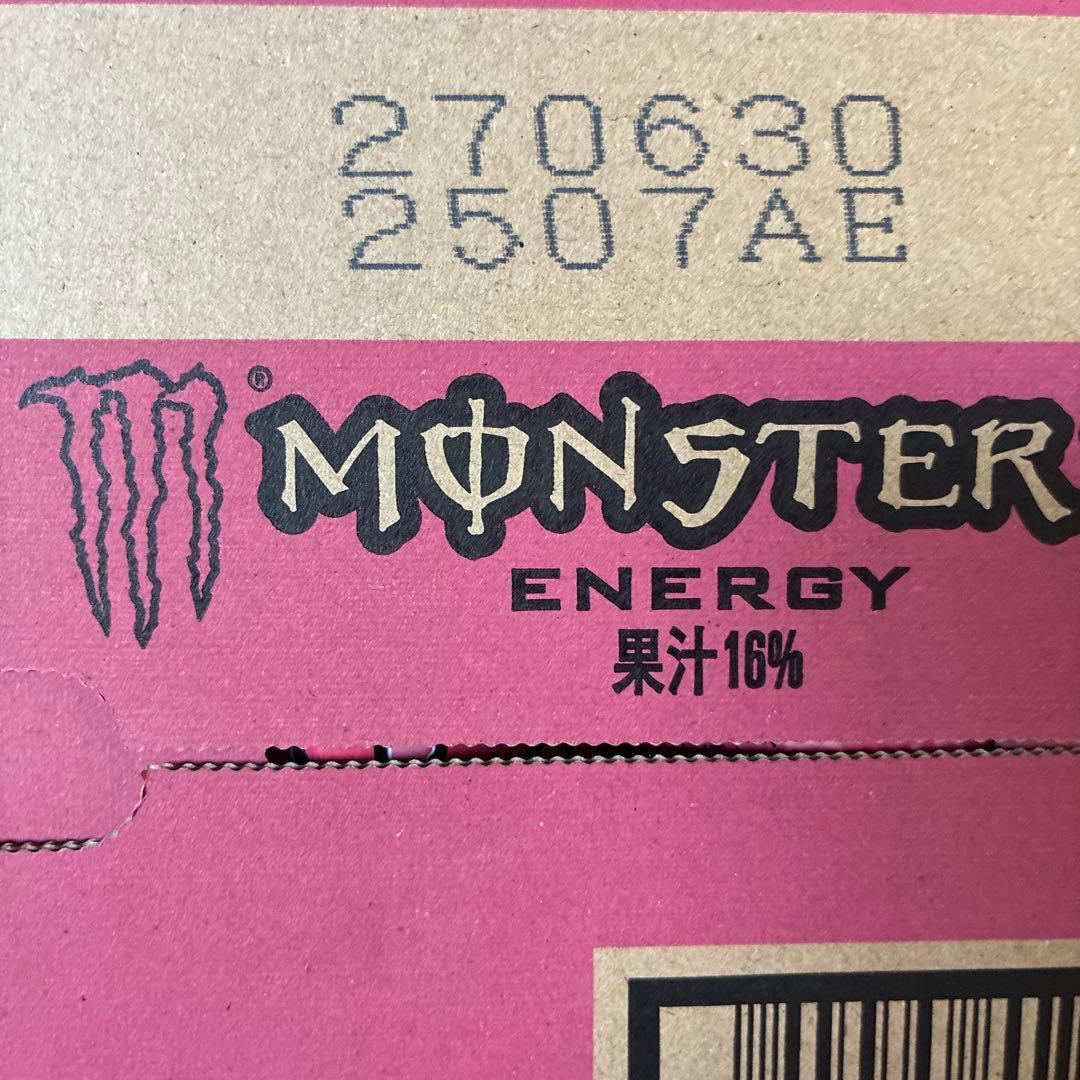 270630
2507AE
®
MONSTER
ENERGY
果汁16%